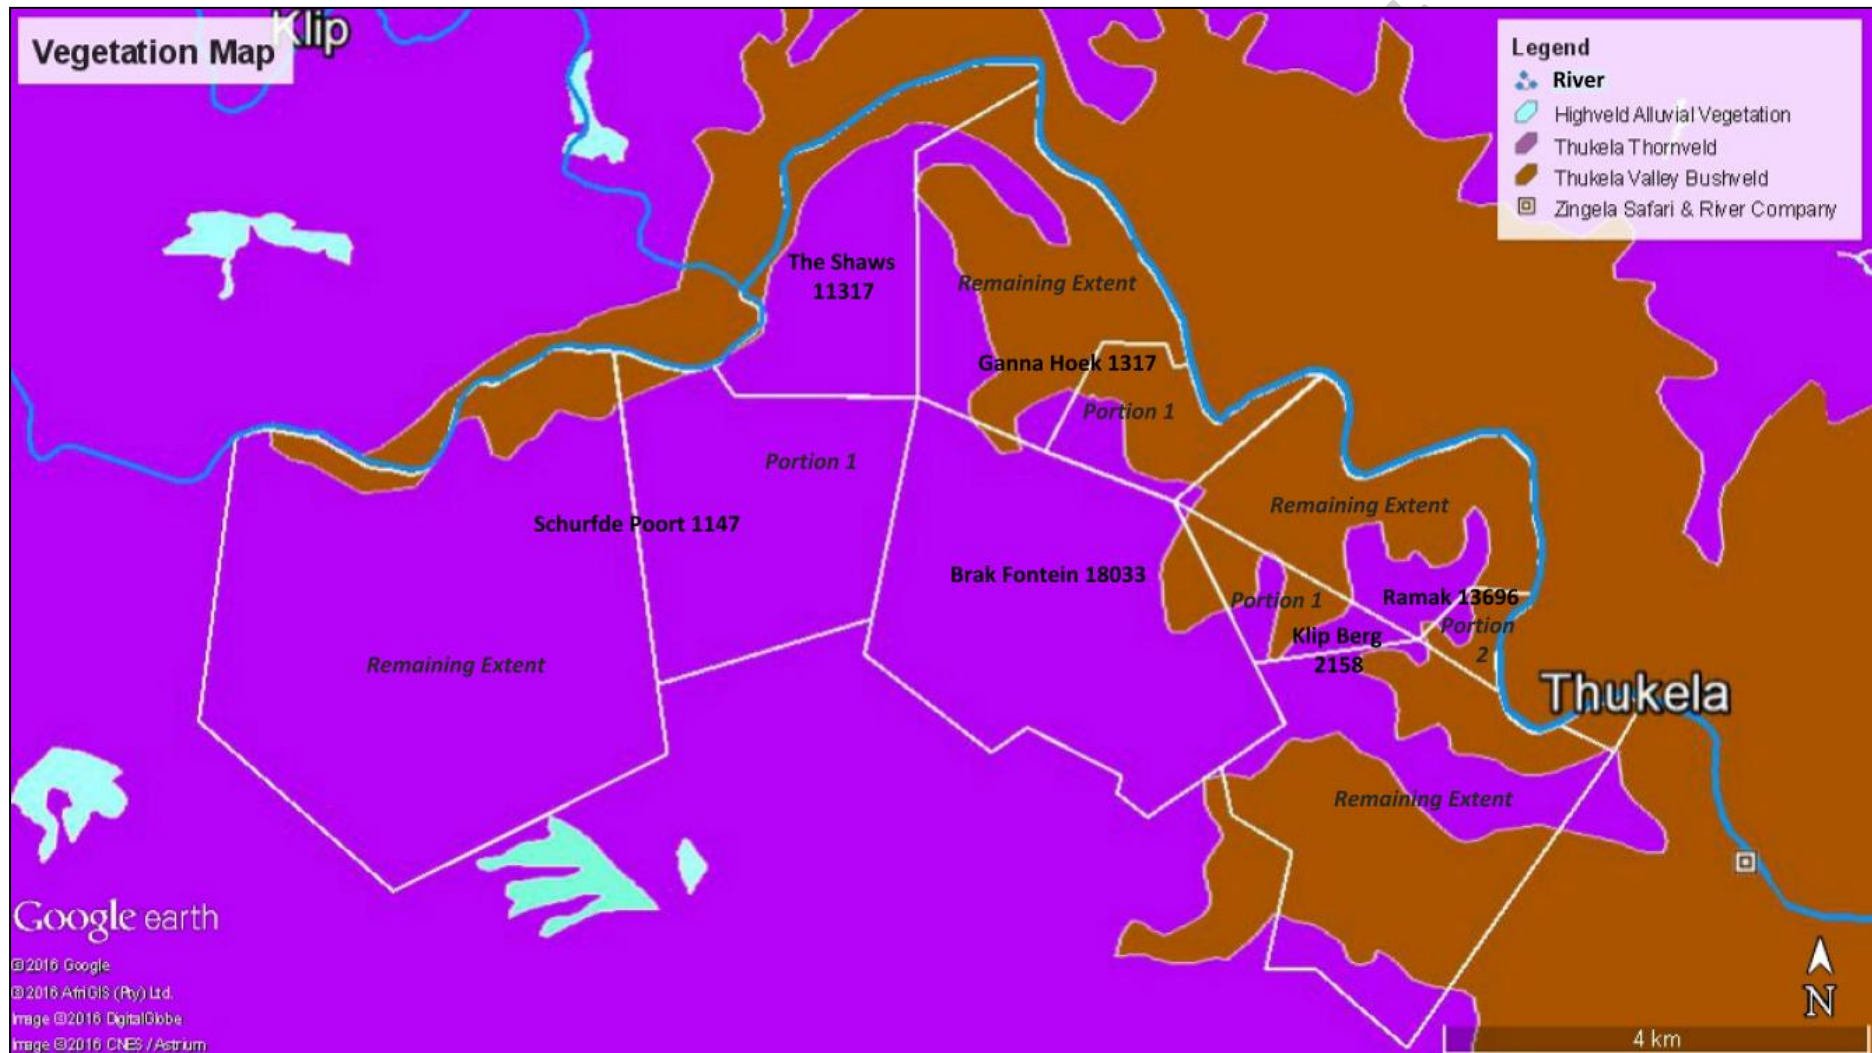 Klip
Vegetation Map
Legend
River
Highveld Alluvial Vegetation
Thukela Thornveld
Thukela Valley Bushveld
Zingela Safari & River Company
The Shaws
11317
Remaining Extent
Ganna Hoek 1317
Portion 1
Portion 1
Schurfde Poort 1147
Remaining Extent
Brak Fontein 18033
Portion 1
Ramak 13696
Portion
2
Klip Berg
2158
Remaining Extent
Thukela
Remaining Extent
Google earth
©2016 Google
©2016 AfriGIS (Pty) Ltd.
Image ©2016 DigitalGlobe
Image ©2016 CNES / Astrium
N
4 km